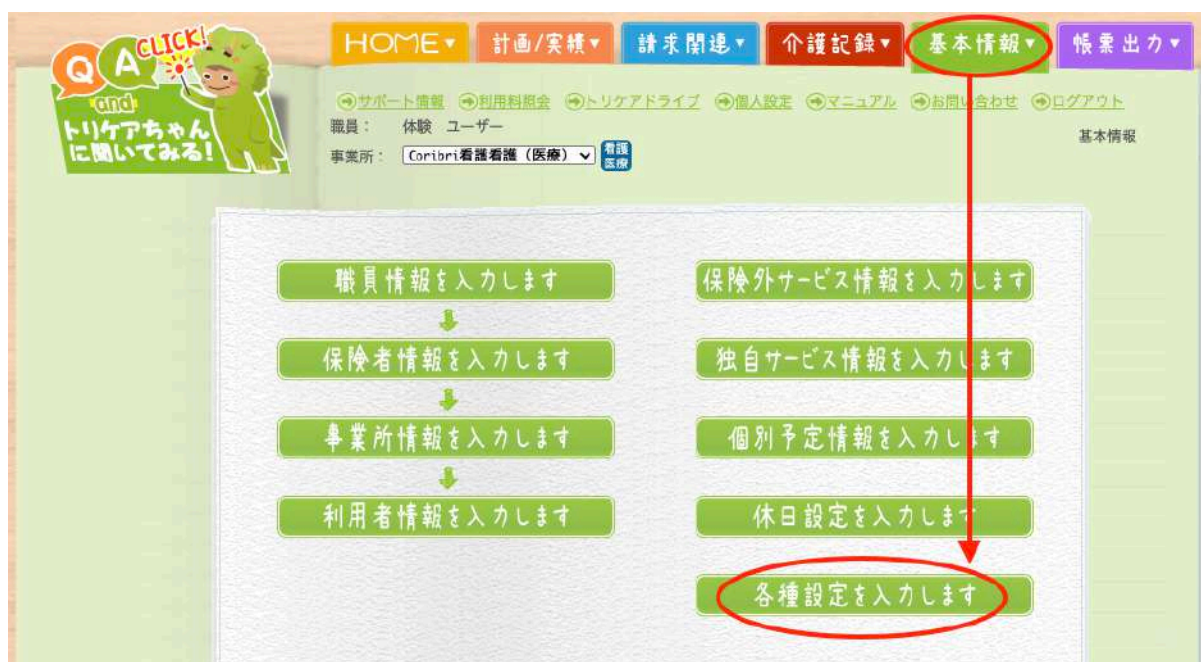 Q A CLICK!
and
トリケアちゃん
に聞いてみる!
HOME▼ 計画/実績▼ 請求関連▼ 介護記録▼ 基本情報▼ 帳票出力▼
サポート情報 利用料照会 トリケアドライブ 個人設定 マニュアル お問い合わせ ログアウト
職員： 体験 ユーザー
基本情報
事業所： Coribri看護看護（医療） 看護医療
職員情報を入力します
保険者情報を入力します
事業所情報を入力します
利用者情報を入力します
保険外サービス情報を入力します
独自サービス情報を入力します
個別予定情報を入力します
休日設定を入力します
各種設定を入力します